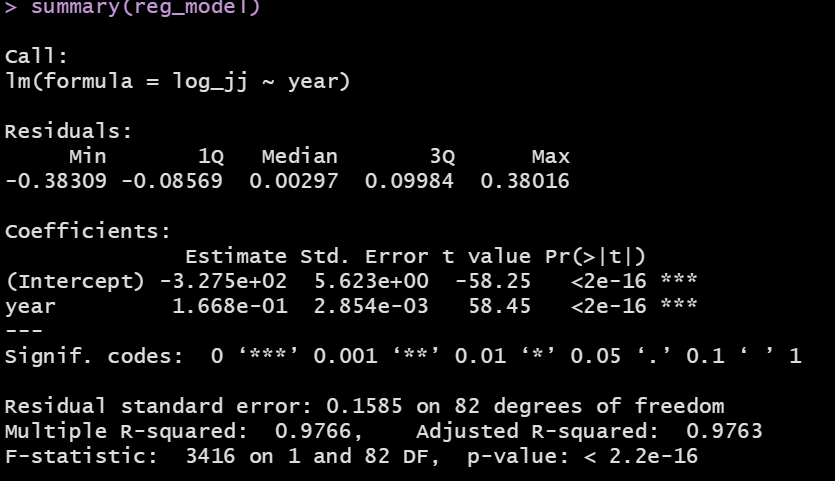 > summary(reg_model)
Call:
lm(formula = log_jj ~ year)
Residuals:
     Min       1Q   Median       3Q      Max
-0.38309 -0.08569  0.00297  0.09984  0.38016
Coefficients:
              Estimate Std. Error t value Pr(>|t|)
(Intercept) -3.275e+02  5.623e+00  -58.25   <2e-16 ***
year         1.668e-01  2.854e-03   58.45   <2e-16 ***
---
Signif. codes:  0 ‘***’ 0.001 ‘**’ 0.01 ‘*’ 0.05 ‘.’ 0.1 ‘ ’ 1
Residual standard error: 0.1585 on 82 degrees of freedom
Multiple R-squared:  0.9766,    Adjusted R-squared:  0.9763
F-statistic:  3416 on 1 and 82 DF,  p-value: < 2.2e-16